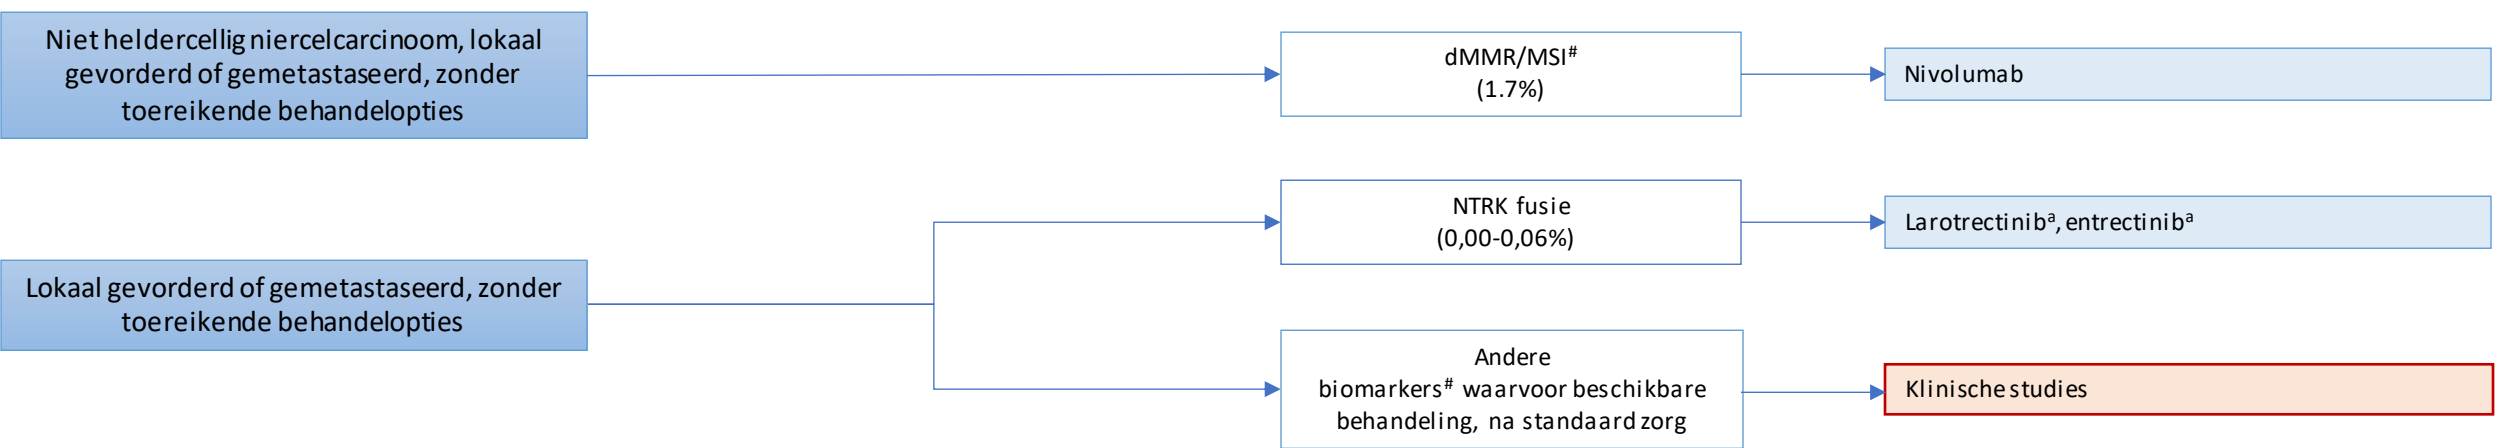 Niet heldercellig niercelcarcinoom, lokaal
gevorderd of gemetastaseerd, zonder
toereikende behandelopties
dMMR/MSI#
(1.7%)
Nivolumab
Lokaal gevorderd of gemetastaseerd, zonder
toereikende behandelopties
NTRK fusie
(0,00-0,06%)
Larotrectinibᵃ, entrectinibᵃ
Andere
biomarkers# waarvoor beschikbare
behandeling, na standaard zorg
Klinische studies